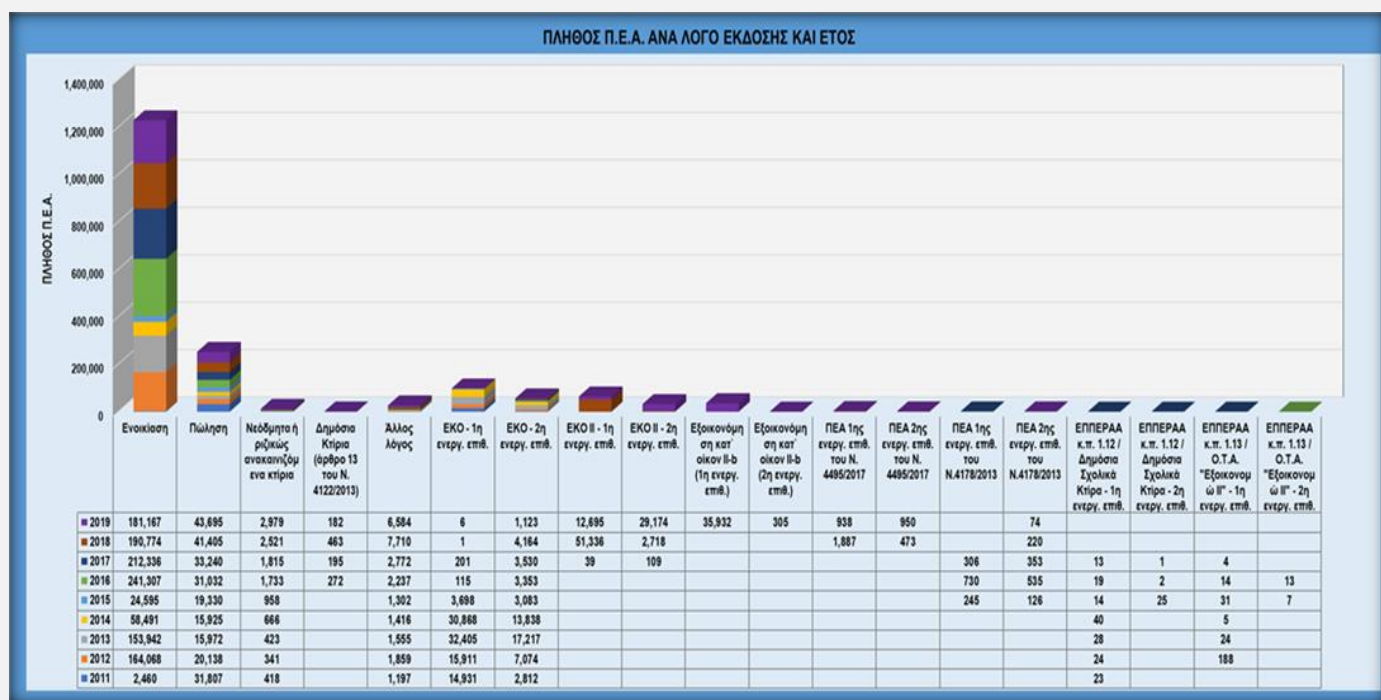 ΠΛΗΘΟΣ Π.Ε.Α. ΑΝΑ ΛΟΓΟ ΕΚΔΟΣΗΣ ΚΑΙ ΕΤΟΣ
ΠΛΗΘΟΣ Π.Ε.Α.
1,400,000
1,200,000
1,000,000
800,000
600,000
400,000
200,000
0
Ενοικίαση
Πώληση
Νεόδμητα ή
ριζικώς
ανακαινιζόμ
ενα κτίρια
Δημόσια
Κτίρια
(άρθρο 13
του Ν.
4122/2013)
Άλλος
λόγος
ΕΚΟ - 1η
ενεργ. επιθ.
ΕΚΟ - 2η
ενεργ. επιθ.
ΕΚΟ ΙΙ - 1η
ενεργ. επιθ.
ΕΚΟ ΙΙ - 2η
ενεργ. επιθ.
Εξοικονόμη
ση κατ'
οίκον ΙΙ-b
(1η ενεργ.
επιθ.)
Εξοικονόμη
ση κατ'
οίκον ΙΙ-b
(2η ενεργ.
επιθ.)
ΠΕΑ 1ης
ενεργ. επιθ.
του Ν.
4495/2017
ΠΕΑ 2ης
ενεργ. επιθ.
του Ν.
4495/2017
ΠΕΑ 1ης
ενεργ. επιθ.
του
Ν.4178/2013
ΠΕΑ 2ης
ενεργ. επιθ.
του
Ν.4178/2013
ΕΠΠΕΡΑΑ
κ.π. 1.12 /
Δημόσια
Σχολικά
Κτίρα - 1η
ενεργ. επιθ.
ΕΠΠΕΡΑΑ
κ.π. 1.12 /
Δημόσια
Σχολικά
Κτίρα - 2η
ενεργ. επιθ.
ΕΠΠΕΡΑΑ
κ.π. 1.13 /
Ο.Τ.Α.
"Εξοικονομ
ώ ΙΙ" - 1η
ενεργ. επιθ.
ΕΠΠΕΡΑΑ
κ.π. 1.13 /
Ο.Τ.Α.
"Εξοικονομ
ώ ΙΙ" - 2η
ενεργ. επιθ.
2019 181,167 43,695 2,979 182 6,584 6 1,123 12,695 29,174 35,932 305 938 950 74
2018 190,774 41,405 2,521 463 7,710 1 4,164 51,336 2,718 1,887 473 220
2017 212,336 33,240 1,815 195 2,772 201 3,530 39 109 306 353 13 1 4
2016 241,307 31,032 1,733 272 2,237 115 3,353 730 535 19 2 14 13
2015 24,595 19,330 958 1,302 3,698 3,083 245 126 14 25 31 7
2014 58,491 15,925 666 1,416 30,868 13,838 40 5
2013 153,942 15,972 423 1,555 32,405 17,217 28 24
2012 164,068 20,138 341 1,859 15,911 7,074 24 188
2011 2,460 31,807 418 1,197 14,931 2,812 23